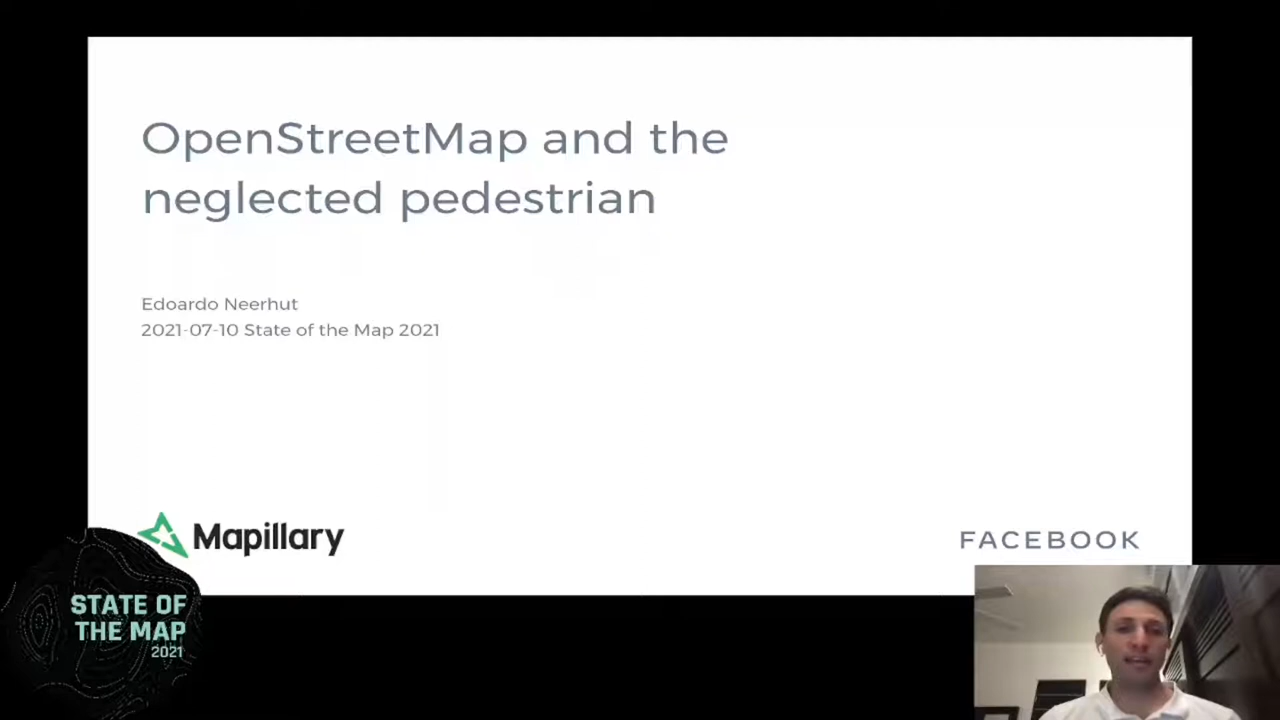 OpenStreetMap and the
neglected pedestrian
Edoardo Neerhut
2021-07-10 State of the Map 2021
Mapillary
FACEBOOK
STATE OF
THE MAP
2021